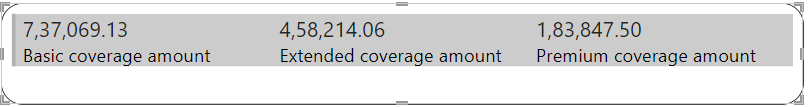 7,37,069.13 4,58,214.06 1,83,847.50
Basic coverage amount Extended coverage amount Premium coverage amount